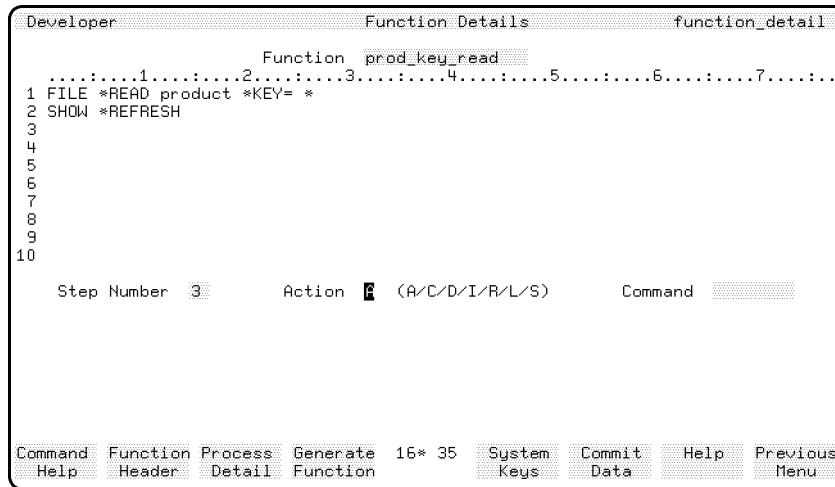 Developer Function Details function_detail
Function prod_key_read
....:....1....:....2....:....3....:....4....:....5....:....6....:....7....:..
1 FILE *READ product *KEY= *
2 SHOW *REFRESH
3
4
5
6
7
8
9
10
Step Number 3 Action A (A/C/D/I/R/L/S) Command
Command Function Process Generate 16* 35 System Commit Help Previous
Help Header Detail Function Keys Data Menu